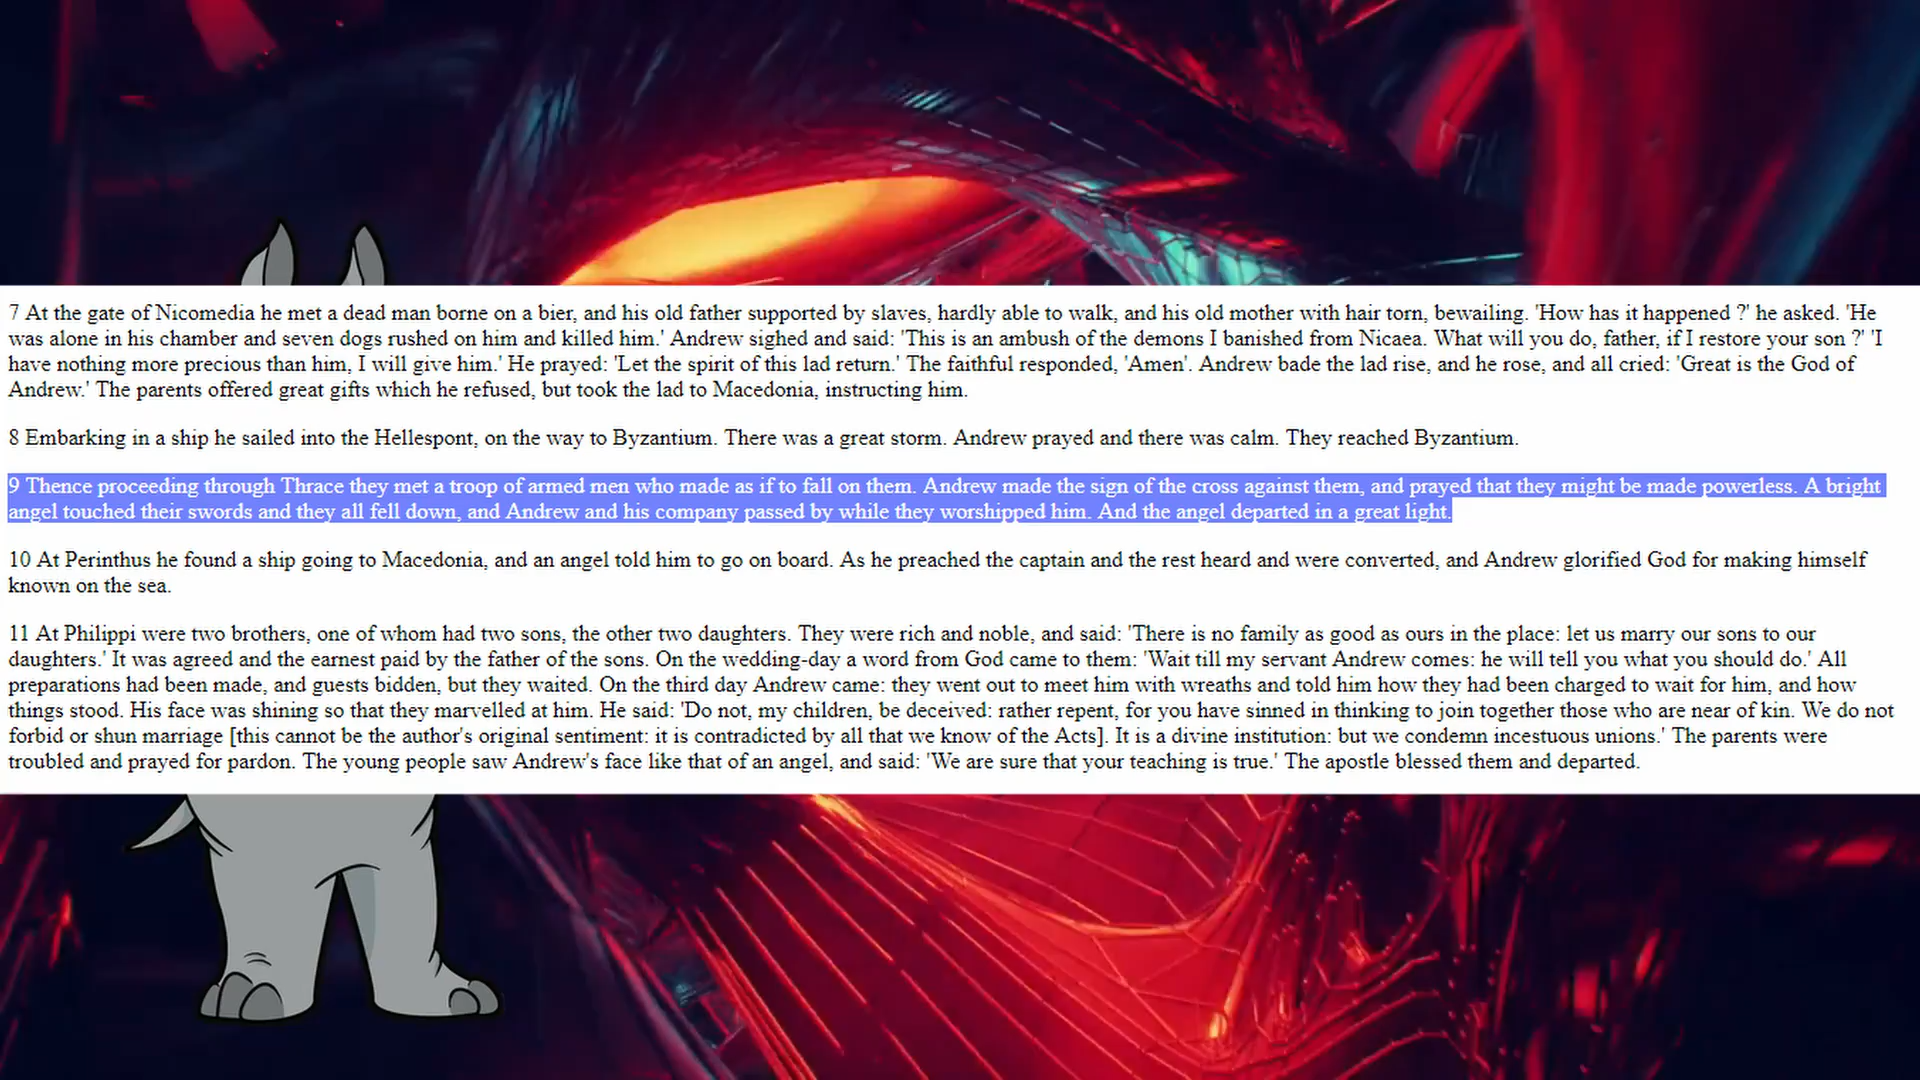 7 At the gate of Nicomedia he met a dead man borne on a bier, and his old father supported by slaves, hardly able to walk, and his old mother with hair torn, bewailing. 'How has it happened ?' he asked. 'He
was alone in his chamber and seven dogs rushed on him and killed him.' Andrew sighed and said: 'This is an ambush of the demons I banished from Nicaea. What will you do, father, if I restore your son ?' 'I
have nothing more precious than him, I will give him.' He prayed: 'Let the spirit of this lad return.' The faithful responded, 'Amen'. Andrew bade the lad rise, and he rose, and all cried: 'Great is the God of
Andrew.' The parents offered great gifts which he refused, but took the lad to Macedonia, instructing him.
8 Embarking in a ship he sailed into the Hellespont, on the way to Byzantium. There was a great storm. Andrew prayed and there was calm. They reached Byzantium.
9 Thence proceeding through Thrace they met a troop of armed men who made as if to fall on them. Andrew made the sign of the cross against them, and prayed that they might be made powerless. A bright
angel touched their swords and they all fell down, and Andrew and his company passed by while they worshipped him. And the angel departed in a great light.
10 At Perinthus he found a ship going to Macedonia, and an angel told him to go on board. As he preached the captain and the rest heard and were converted, and Andrew glorified God for making himself
known on the sea.
11 At Philippi were two brothers, one of whom had two sons, the other two daughters. They were rich and noble, and said: 'There is no family as good as ours in the place: let us marry our sons to our
daughters.' It was agreed and the earnest paid by the father of the sons. On the wedding-day a word from God came to them: 'Wait till my servant Andrew comes: he will tell you what you should do.' All
preparations had been made, and guests bidden, but they waited. On the third day Andrew came: they went out to meet him with wreaths and told him how they had been charged to wait for him, and how
things stood. His face was shining so that they marvelled at him. He said: 'Do not, my children, be deceived: rather repent, for you have sinned in thinking to join together those who are near of kin. We do not
forbid or shun marriage [this cannot be the author's original sentiment: it is contradicted by all that we know of the Acts]. It is a divine institution: but we condemn incestuous unions.' The parents were
troubled and prayed for pardon. The young people saw Andrew's face like that of an angel, and said: 'We are sure that your teaching is true.' The apostle blessed them and departed.